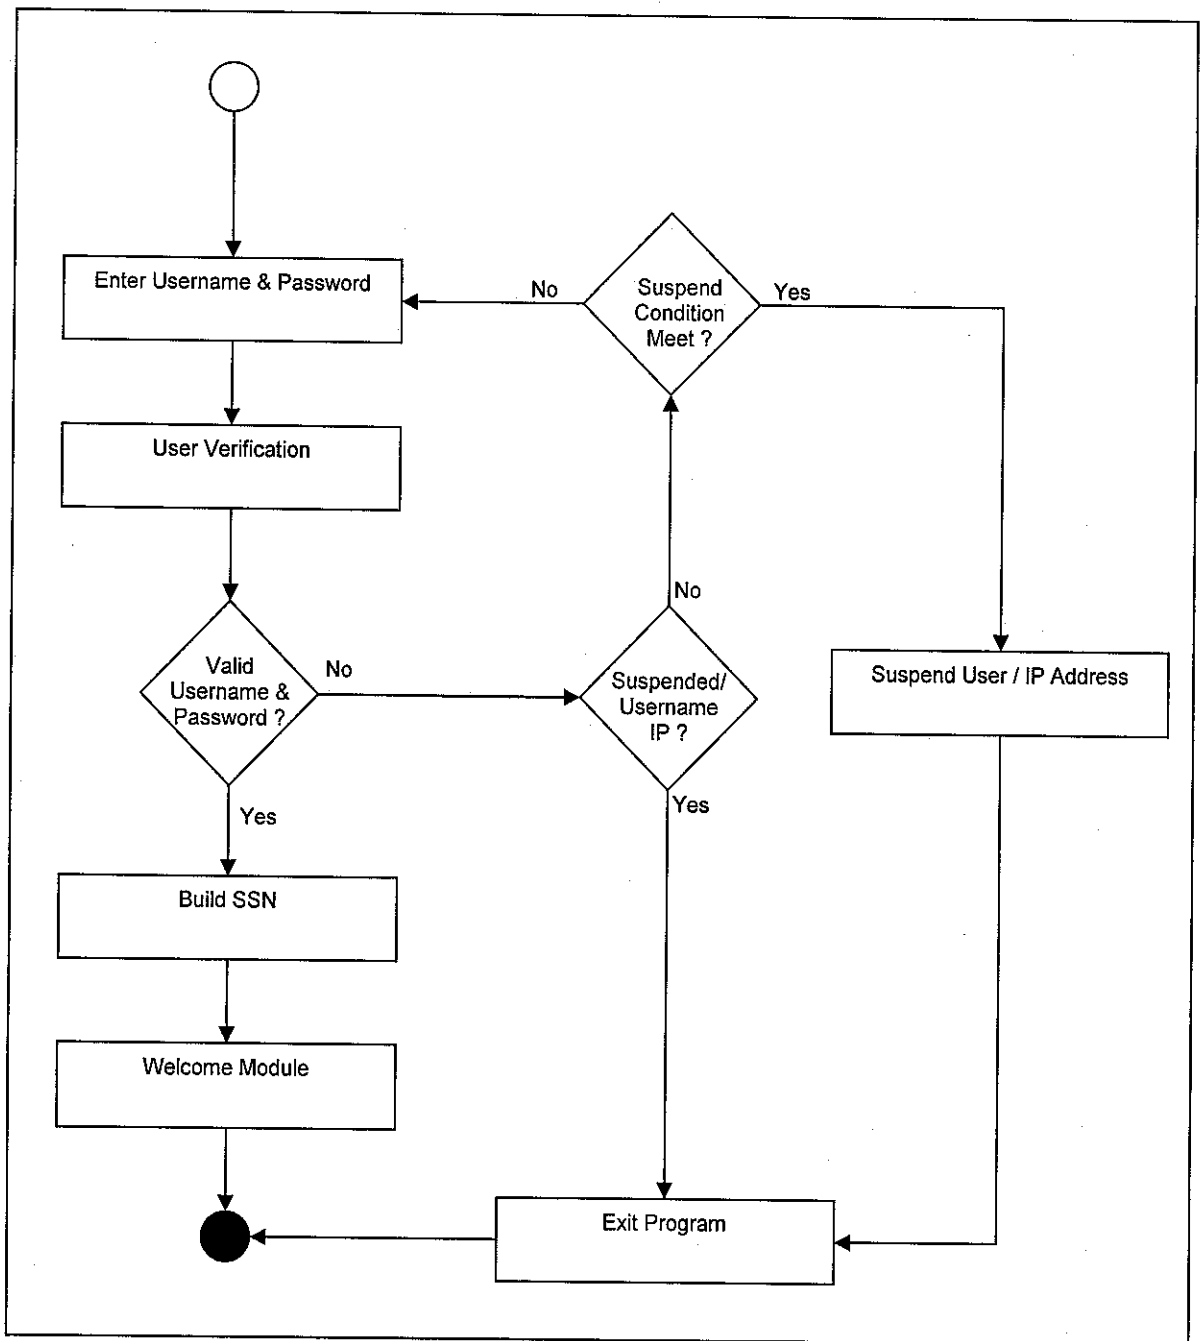 Enter Username & Password
No
Suspend
Condition
Meet ?
Yes
User Verification
Valid
Username &
Password ?
No
No
Suspended/
Username
IP ?
Yes
Suspend User / IP Address
Yes
Build SSN
Welcome Module
Exit Program